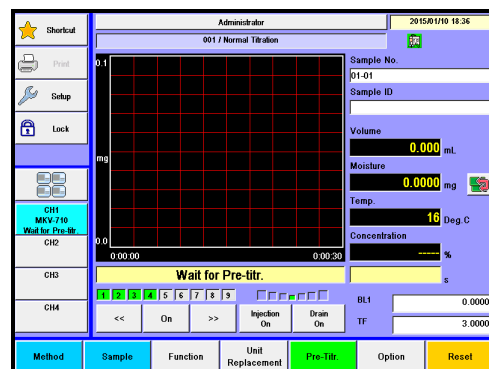 Shortcut
Administrator
2015/01/10 18:36
001 / Normal Titration
Print
Setup
Lock
CH1
MKV-710
Wait for Pre-titr.
CH2
CH3
CH4
0.1
mg
0.0
0:00:00
0:00:30
Wait for Pre-titr.
1 2 3 4 5 6 7 8 9
<<
On
>>
Injection
On
Drain
On
Sample No.
01-01
Sample ID
Volume
0.000 mL
Moisture
0.0000 mg
Temp.
16 Deg.C
Concentration
----- %
s
BL1 0.0000
TF 3.0000
Method
Sample
Function
Unit
Replacement
Pre-Titr.
Option
Reset